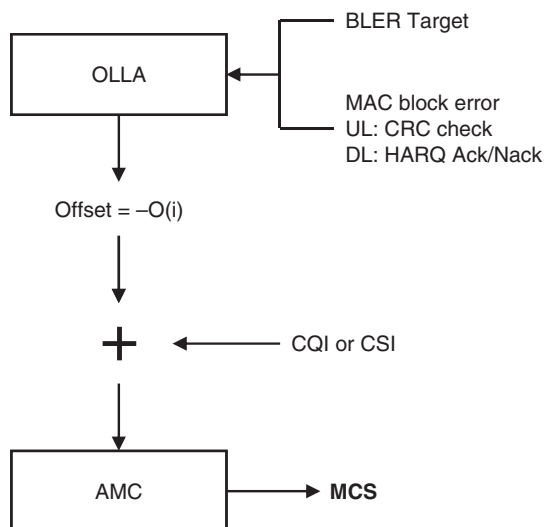 BLER Target
OLLA
MAC block error
UL: CRC check
DL: HARQ Ack/Nack
Offset = –O(i)
+
CQI or CSI
AMC
MCS